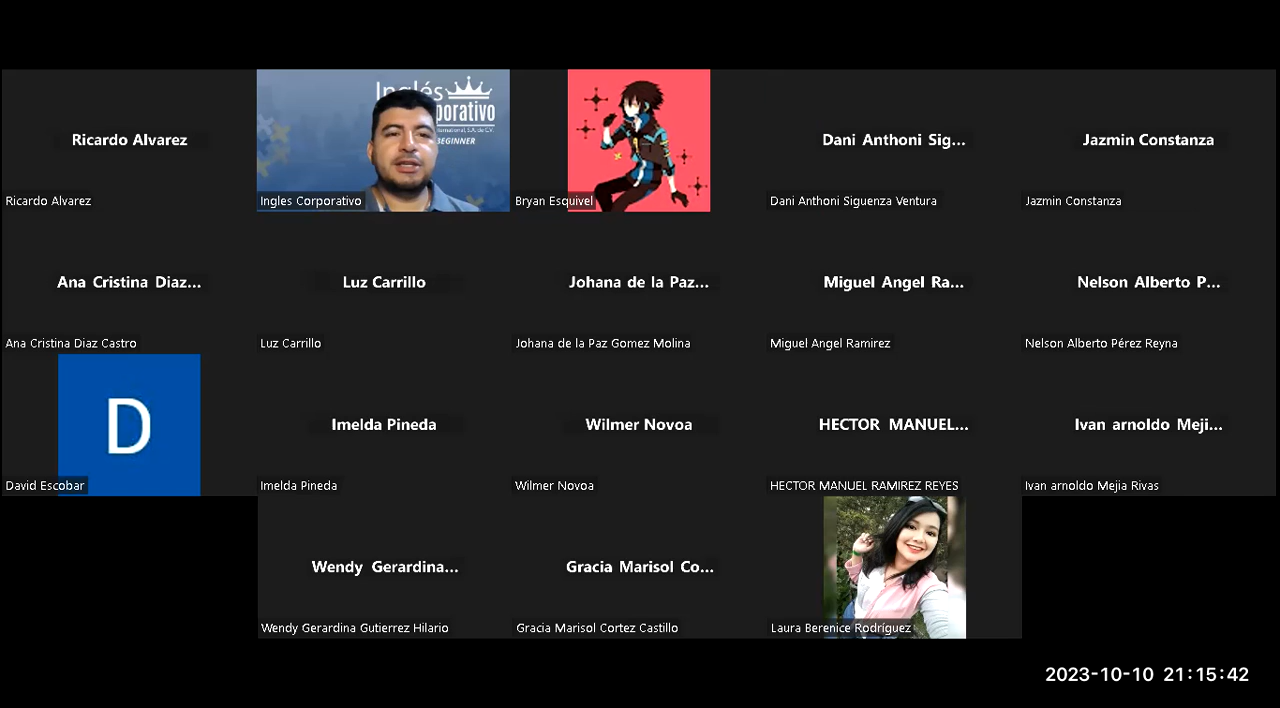 Ricardo Alvarez
Ricardo Alvarez
Inglés
porativo
BEGINNER
Ingles Corporativo
Bryan Esquivel
Dani Anthoni Sig...
Dani Anthoni Siguenza Ventura
Jazmin Constanza
Jazmin Constanza
Ana Cristina Diaz...
Ana Cristina Diaz Castro
Luz Carrillo
Luz Carrillo
Johana de la Paz...
Johana de la Paz Gomez Molina
Miguel Angel Ra...
Miguel Angel Ramirez
Nelson Alberto P...
Nelson Alberto Pérez Reyna
D
David Escobar
Imelda Pineda
Imelda Pineda
Wilmer Novoa
Wilmer Novoa
HECTOR MANUEL...
HECTOR MANUEL RAMIREZ REYES
Ivan arnoldo Meji...
Ivan arnoldo Mejia Rivas
Wendy Gerardina...
Wendy Gerardina Gutierrez Hilario
Gracia Marisol Co...
Gracia Marisol Cortez Castillo
Laura Berenice Rodríguez
2023-10-10 21:15:42